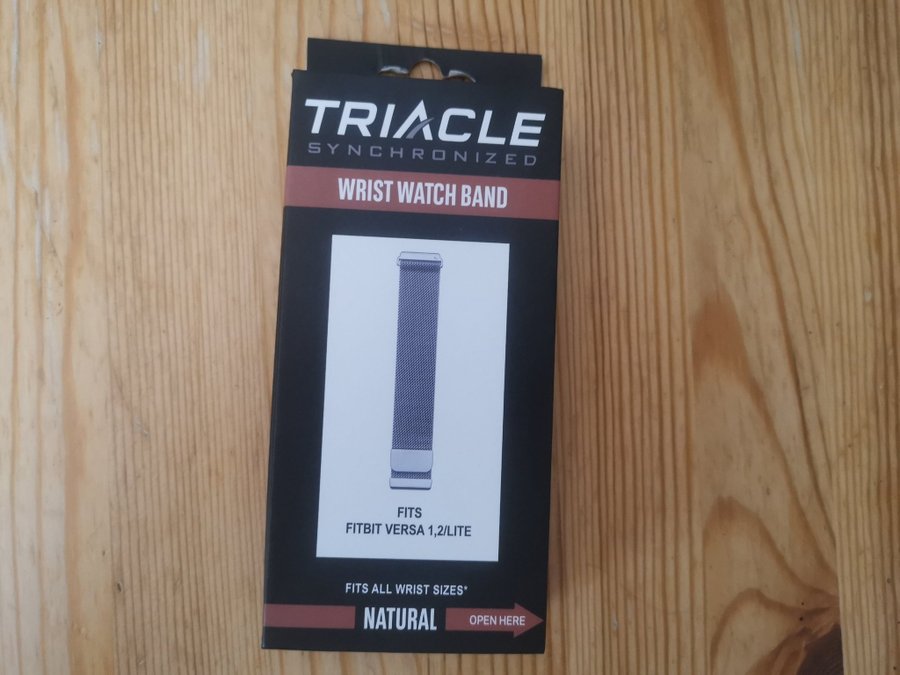 TRIACLE
SYNCHRONIZED
WRIST WATCH BAND
FITS
FITBIT VERSA 1,2/LITE
FITS ALL WRIST SIZES*
NATURAL
OPEN HERE